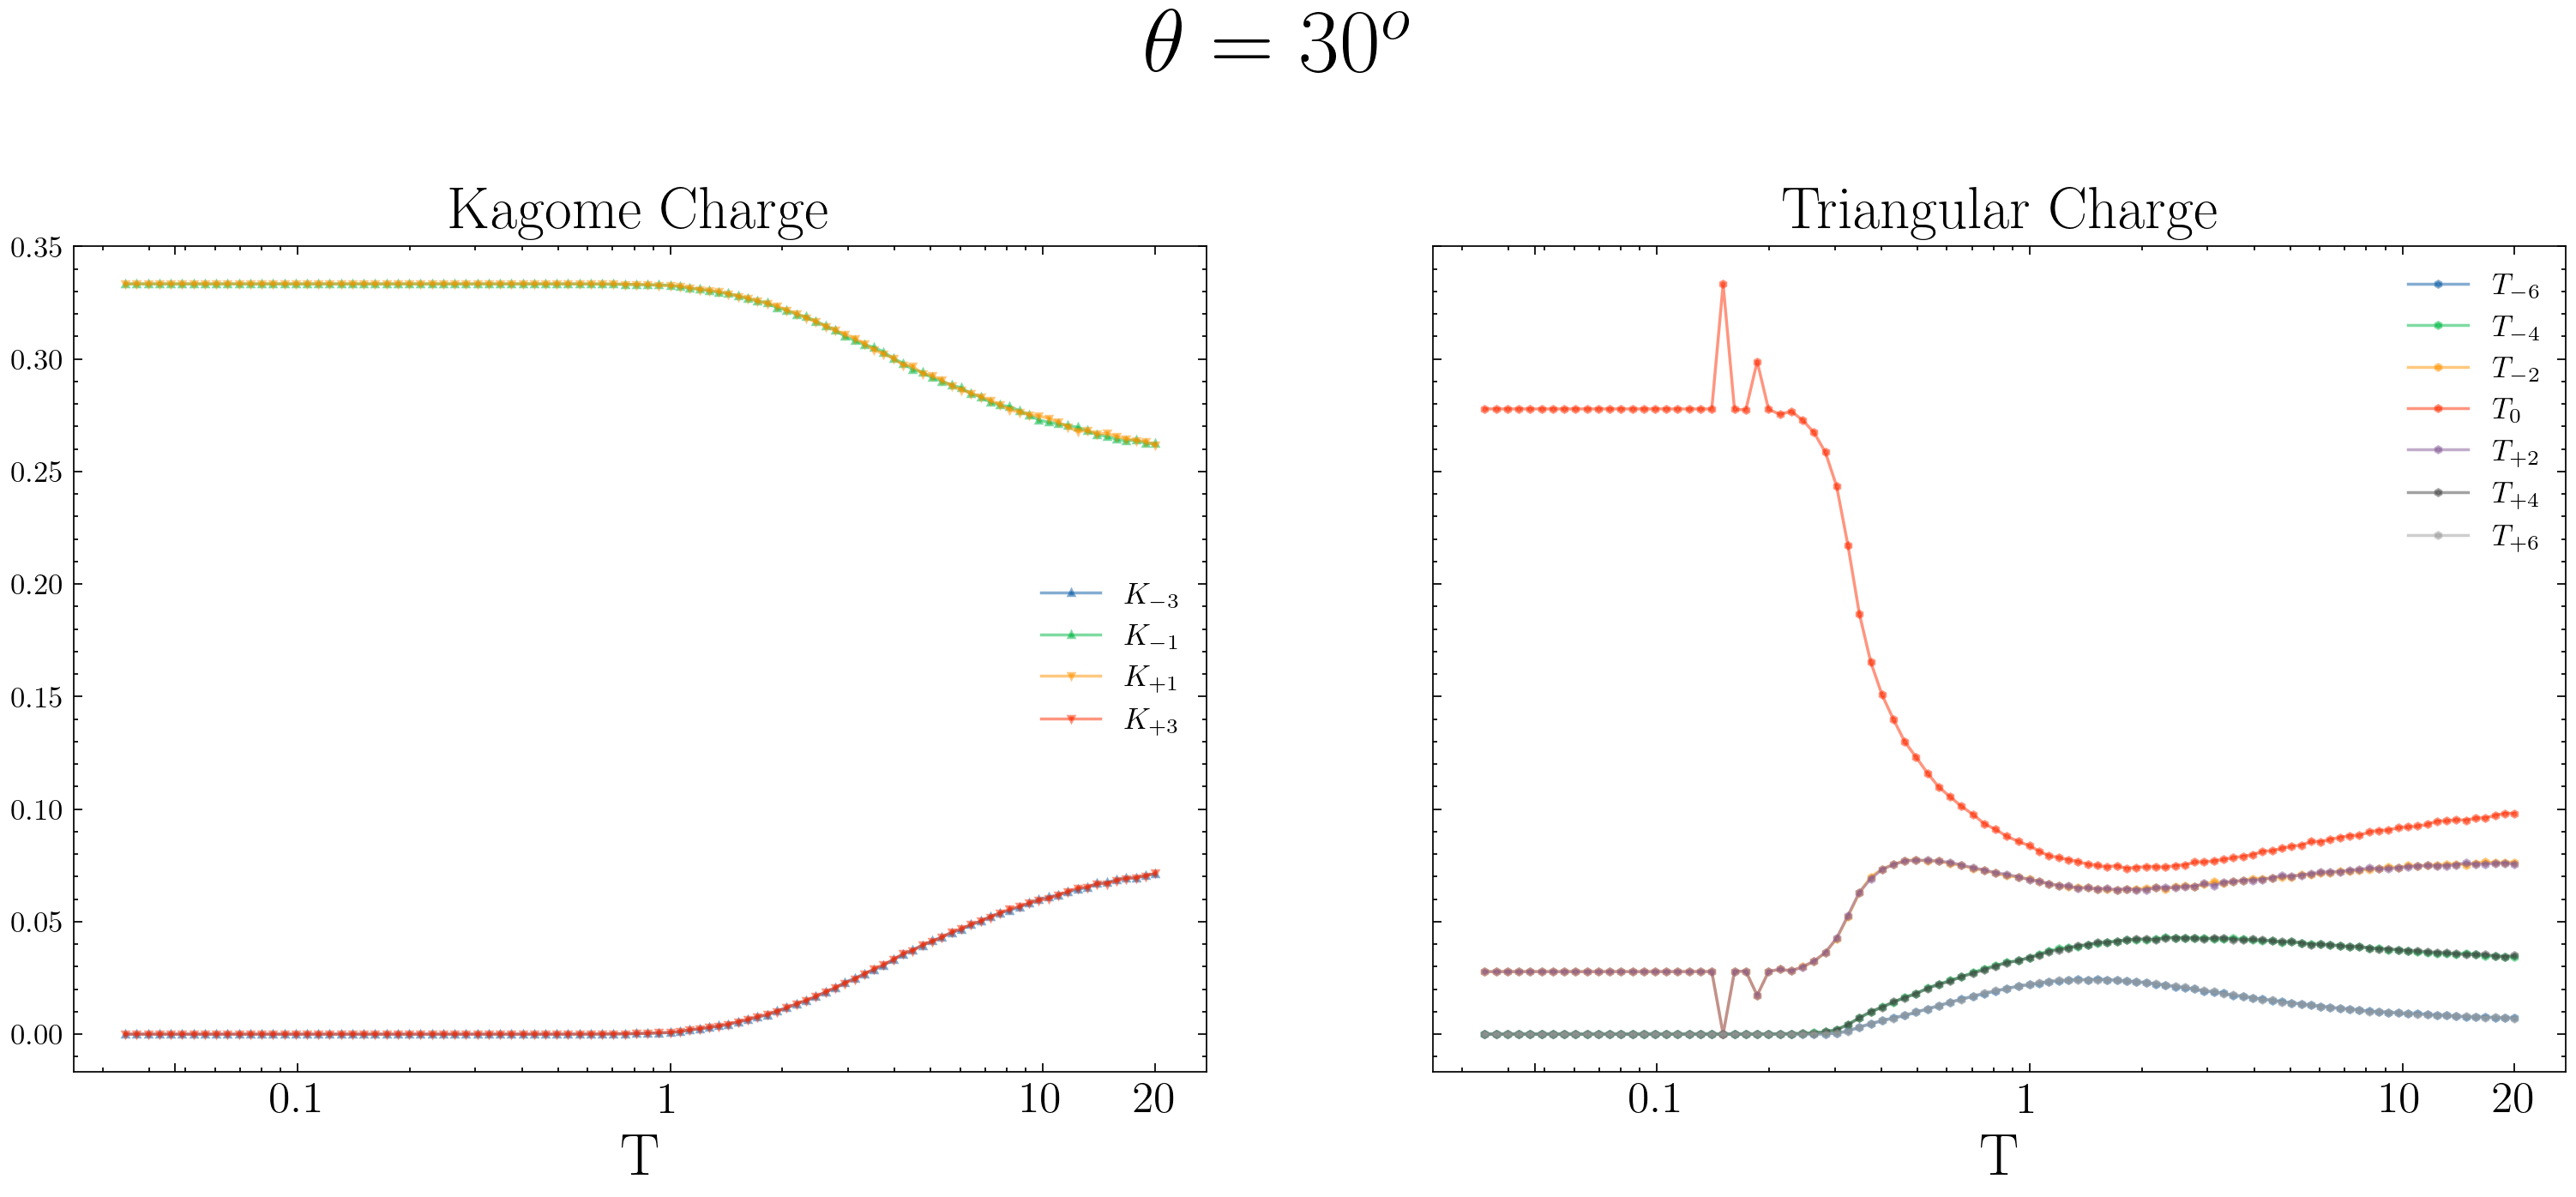 θ = 30ᵒ
Kagome Charge
0.35
0.30
0.25
0.20
0.15
0.10
0.05
0.00
K₋₃
K₋₁
K₊₁
K₊₃
0.1 1 10 20
T
Triangular Charge
T₋₆
T₋₄
T₋₂
T₀
T₊₂
T₊₄
T₊₆
0.1 1 10 20
T